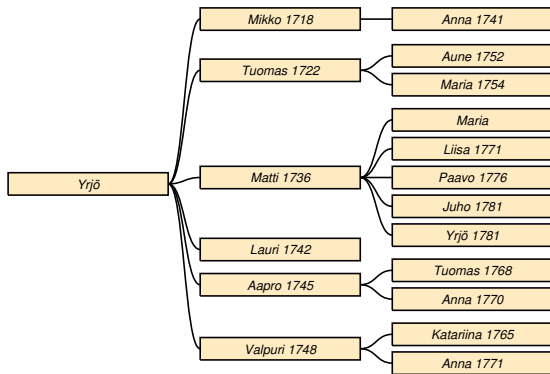 Yrjö
Mikko 1718
Anna 1741
Tuomas 1722
Aune 1752
Maria 1754
Matti 1736
Maria
Liisa 1771
Paavo 1776
Juho 1781
Yrjö 1781
Lauri 1742
Aapro 1745
Tuomas 1768
Anna 1770
Valpuri 1748
Katariina 1765
Anna 1771